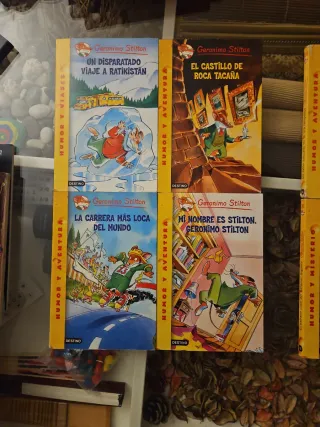 Geronimo Stilton
UN DISPARATADO
VIAJE A RATIKISTÁN
DESTINO
HUMOR Y AVENTURA
Geronimo Stilton
EL CASTILLO DE
ROCA TACAÑA
DESTINO
HUMOR Y AVENTURA
Geronimo Stilton
LA CARRERA MÁS LOCA
DEL MUNDO
DESTINO
HUMOR Y AVENTURA
Geronimo Stilton
MI NOMBRE ES STILTON,
GERONIMO STILTON
DESTINO
HUMOR Y AVENTURA
HUMOR Y MISTERIO